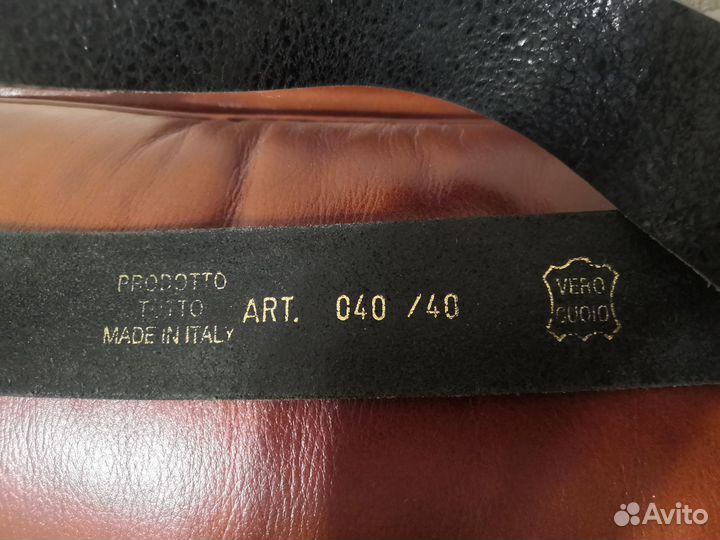 PRODOTTO
TUTTO
MADE IN ITALY
ART. 040 /40
VERO
CUOIO
Avito